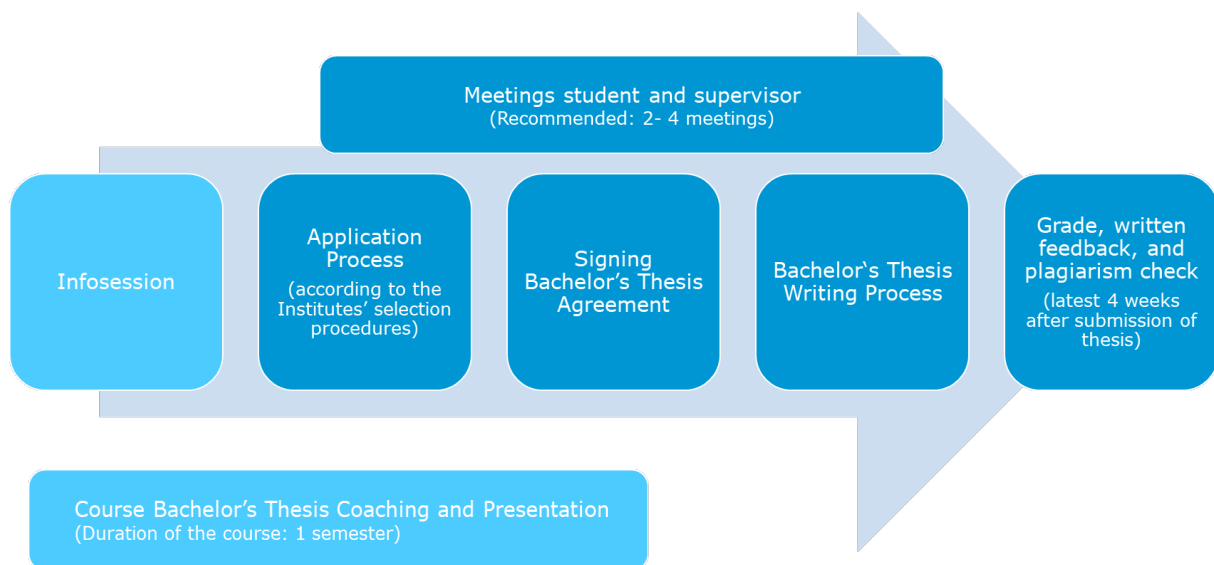 Meetings student and supervisor
(Recommended: 2- 4 meetings)
Infosession
Application
Process
(according to the
Institutes’ selection
procedures)
Signing
Bachelor’s Thesis
Agreement
Bachelor‘s Thesis
Writing Process
Grade, written
feedback, and
plagiarism check
(latest 4 weeks
after submission of
thesis)
Course Bachelor’s Thesis Coaching and Presentation
(Duration of the course: 1 semester)